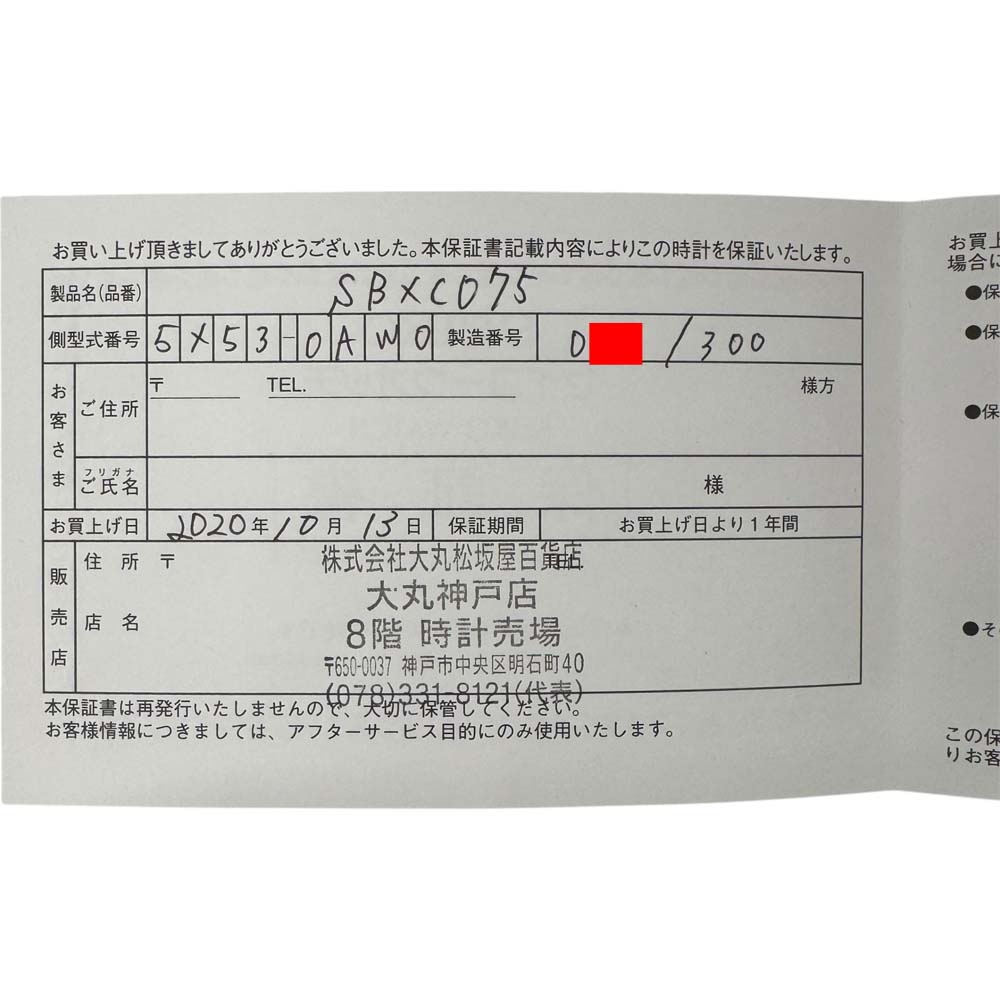 お買い上げ頂きましてありがとうございました。本保証書記載内容によりこの時計を保証いたします。
製品名(品番) SBXC075
側型式番号 5X53-0AW0 製造番号 0 /300
お客さま
ご住所 〒 TEL. 様方
フリガナ
ご氏名 様
お買上げ日 2020年10月13日 保証期間 お買上げ日より1年間
販売店
住所 〒 TEL.
株式会社大丸松坂屋百貨店
大丸神戸店
店名
8階 時計売場
〒650-0037 神戸市中央区明石町40
(078)331-8121(代表)
本保証書は再発行いたしませんので、大切に保管してください。
お客様情報につきましては、アフターサービス目的にのみ使用いたします。
お買上
場合に
●保
●保
●保
●そ
この保
りお客